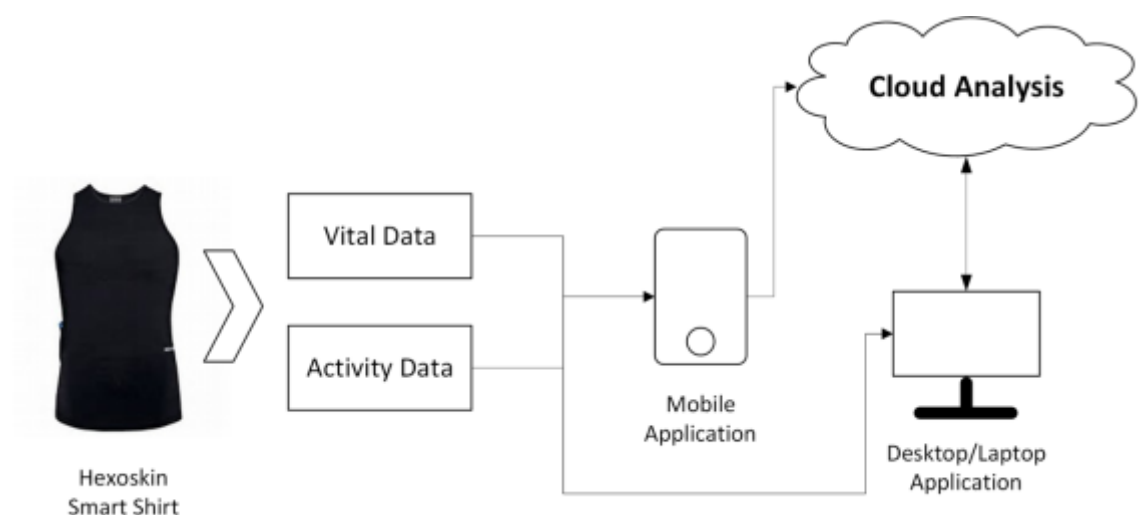 Cloud Analysis
Vital Data
Activity Data
Mobile
Application
Desktop/Laptop
Application
Hexoskin
Smart Shirt